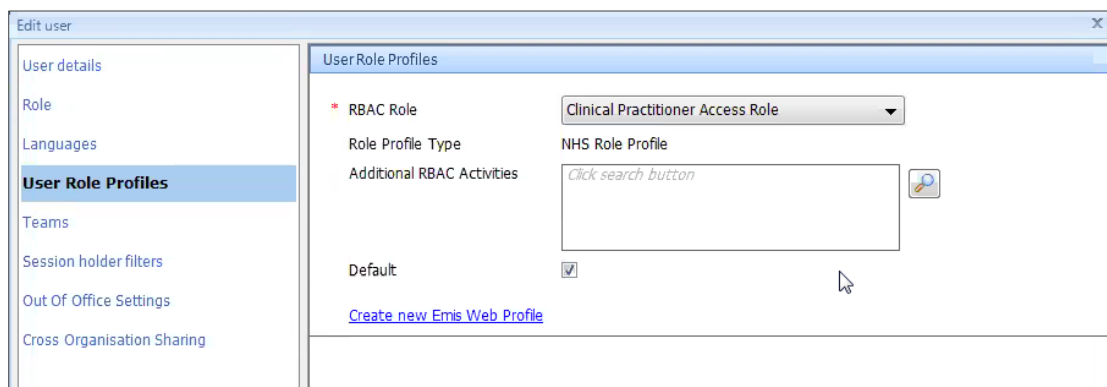 Edit user
X
User details
Role
Languages
User Role Profiles
Teams
Session holder filters
Out Of Office Settings
Cross Organisation Sharing
User Role Profiles
* RBAC Role Clinical Practitioner Access Role
Role Profile Type NHS Role Profile
Additional RBAC Activities Click search button
Default
Create new Emis Web Profile